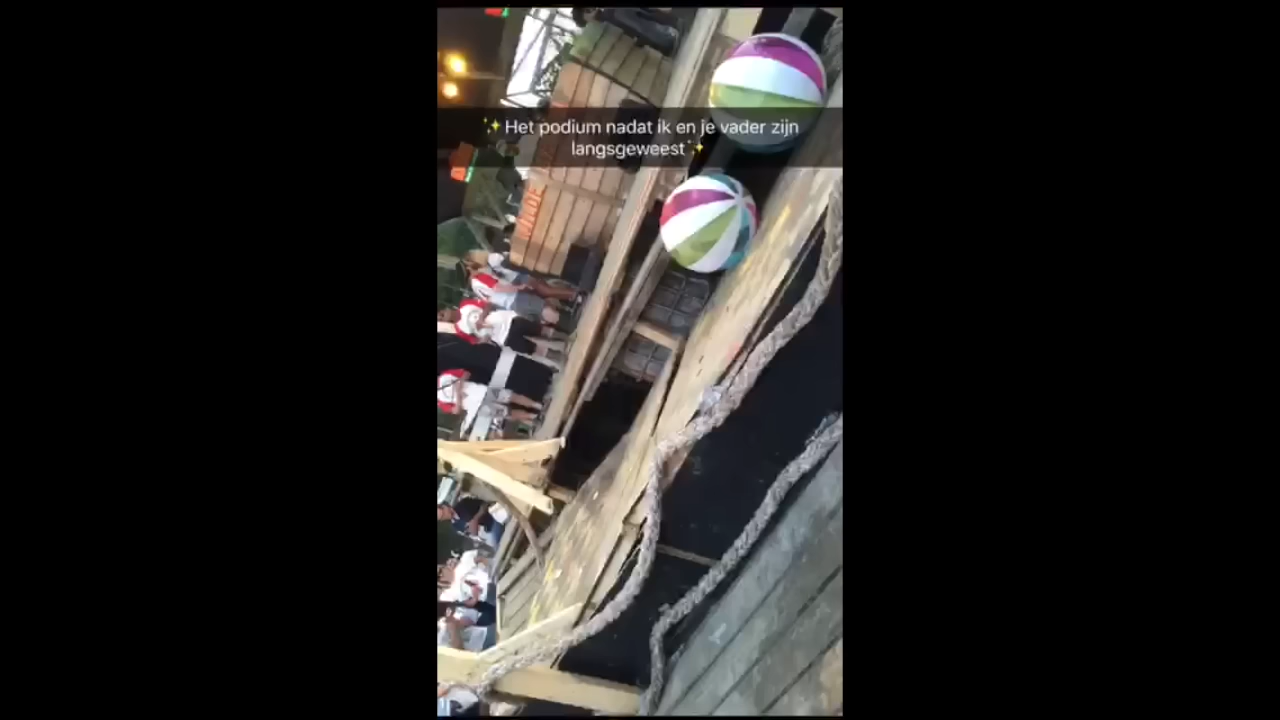 ✨Het podium nadat ik en je vader zijn
langsgeweest✨